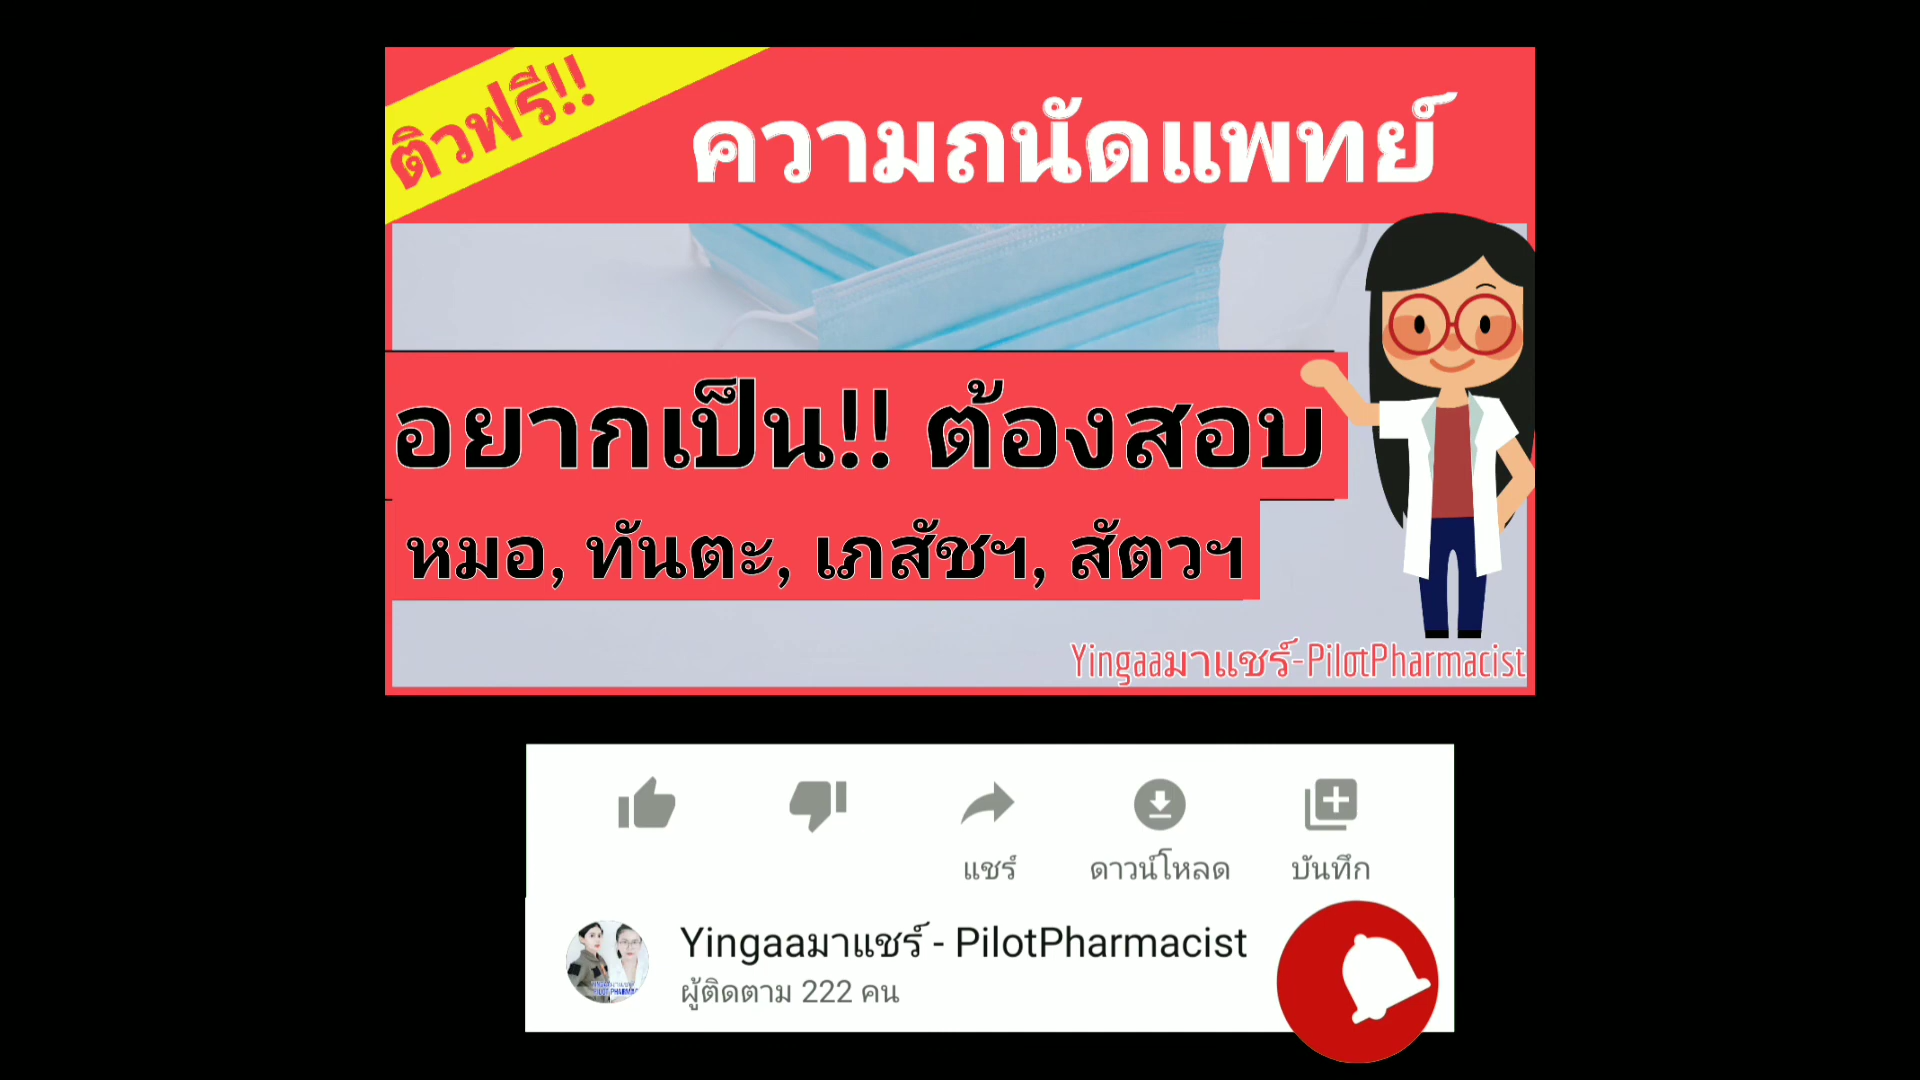 ติวฟรี!!
ความถนัดแพทย์
อยากเป็น!! ต้องสอบ
หมอ, ทันตะ, เภสัชฯ, สัตวฯ
Yingaaมาแชร์-PilotPharmacist
แชร์
ดาวน์โหลด
บันทึก
Yingaaมาแชร์ - PilotPharmacist
ผู้ติดตาม 222 คน